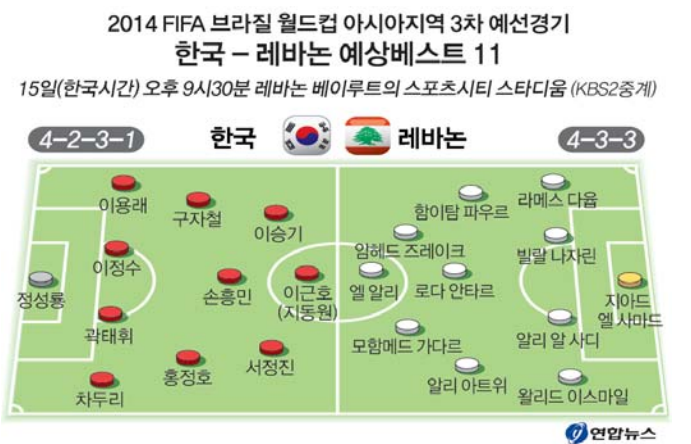 2014 FIFA 브라질 월드컵 아시아지역 3차 예선경기
한국 – 레바논 예상베스트 11
15일(한국시간) 오후 9시30분 레바논 베이루트의 스포츠시티 스타디움 (KBS2중계)
4-2-3-1
한국
레바논
4-3-3
정성룡
이용래
이정수
곽태휘
차두리
구자철
홍정호
이승기
손흥민
서정진
이근호
(지동원)
엘 알리
암헤드 즈레이크
모함메드 가다르
함이탐 파우르
로다 안타르
알리 아트위
라메스 다윱
빌랄 나자린
알리 알 사디
왈리드 이스마일
지아드
엘 사마드
연합뉴스